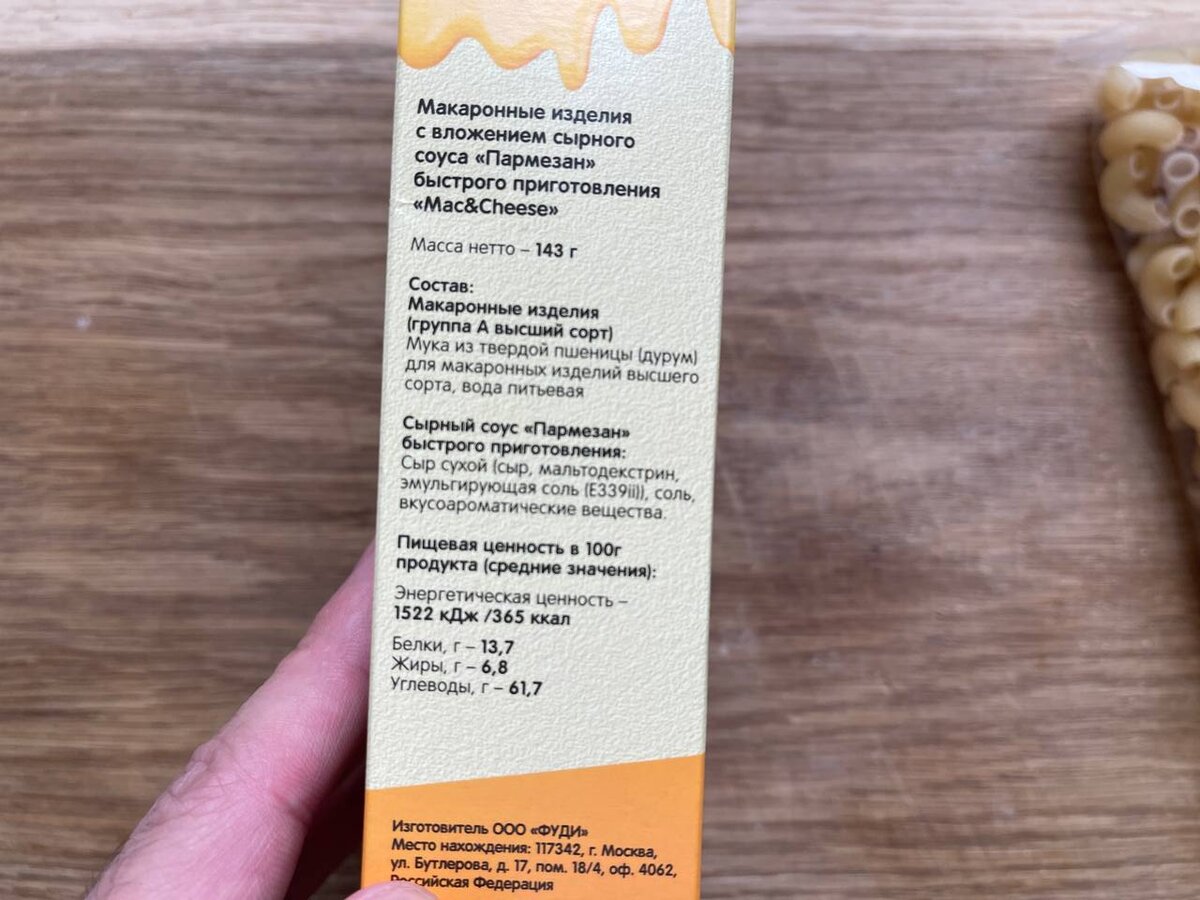 Макаронные изделия
с вложением сырного
соуса «Пармезан»
быстрого приготовления
«Mac&Cheese»
Масса нетто – 143 г
Состав:
Макаронные изделия
(группа А высший сорт)
Мука из твердой пшеницы (дурум)
для макаронных изделий высшего
сорта, вода питьевая
Сырный соус «Пармезан»
быстрого приготовления:
Сыр сухой (сыр, мальтодекстрин,
эмульгирующая соль (Е339ii)), соль,
вкусоароматические вещества.
Пищевая ценность в 100г
продукта (средние значения):
Энергетическая ценность –
1522 кДж /365 ккал
Белки, г – 13,7
Жиры, г – 6,8
Углеводы, г – 61,7
Изготовитель ООО «ФУДИ»
Место нахождения: 117342, г. Москва,
ул. Бутлерова, д. 17, пом. 18/4, оф. 4062,
Российская Федерация